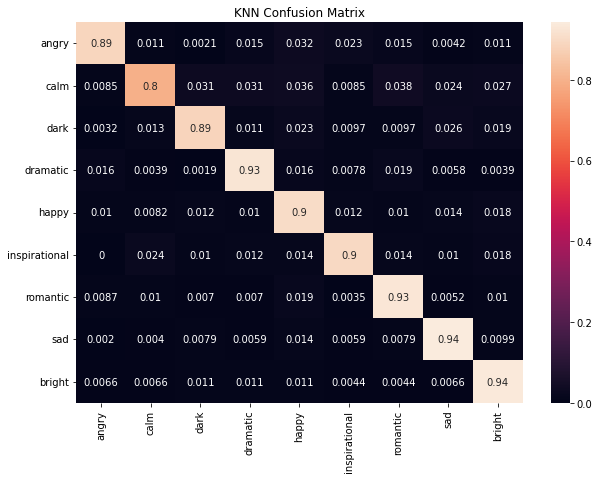 KNN Confusion Matrix
angry 0.89 0.011 0.0021 0.015 0.032 0.023 0.015 0.0042 0.011
calm 0.0085 0.8 0.031 0.031 0.036 0.0085 0.038 0.024 0.027
dark 0.0032 0.013 0.89 0.011 0.023 0.0097 0.0097 0.026 0.019
dramatic 0.016 0.0039 0.0019 0.93 0.016 0.0078 0.019 0.0058 0.0039
happy 0.01 0.0082 0.012 0.01 0.9 0.012 0.01 0.014 0.018
inspirational 0 0.024 0.01 0.012 0.014 0.9 0.014 0.01 0.018
romantic 0.0087 0.01 0.007 0.007 0.019 0.0035 0.93 0.0052 0.01
sad 0.002 0.004 0.0079 0.0059 0.014 0.0059 0.0079 0.94 0.0099
bright 0.0066 0.0066 0.011 0.011 0.011 0.0044 0.0044 0.0066 0.94
angry calm dark dramatic happy inspirational romantic sad bright
0.8
0.6
0.4
0.2
0.0